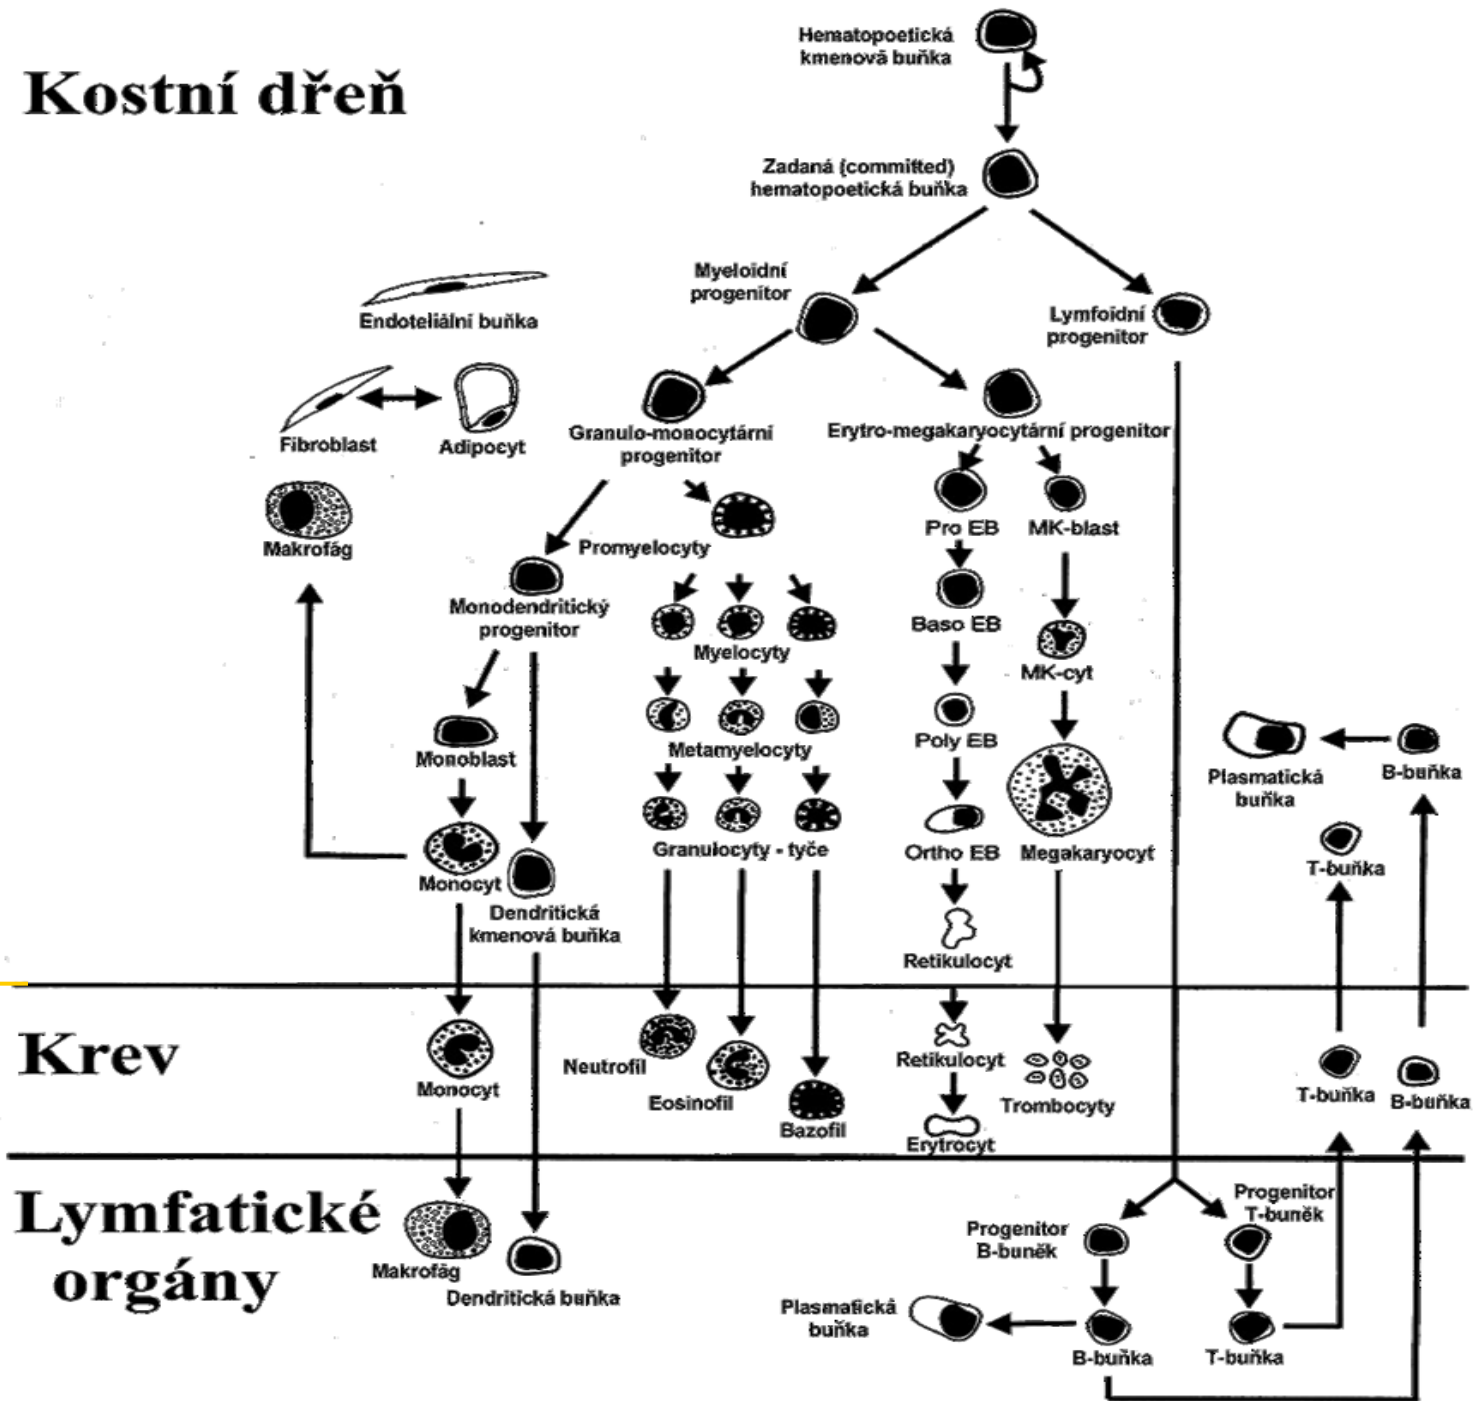 Hematopoetická
kmenová buňka
Kostní dřeň
Zadaná (committed)
hematopoetická buňka
Myeloidní
progenitor
Lymfoidní
progenitor
Endoteliální buňka
Fibroblast
Adipocyt
Granulo-monocytární
progenitor
Erytro-megakaryocytární progenitor
Makrofág
Promyelocyty
Pro EB
MK-blast
Monodendritický
progenitor
Myelocyty
Baso EB
MK-cyt
Monoblast
Metamyelocyty
Poly EB
Plasmatická
buňka
B-buňka
Monocyt
Granulocyty - tyče
Ortho EB
Megakaryocyt
T-buňka
Dendritická
kmenová buňka
Retikulocyt
Krev
Monocyt
Neutrofil
Eosinofil
Bazofil
Retikulocyt
Erytrocyt
Trombocyty
T-buňka
B-buňka
Lymfatické
orgány
Makrofág
Dendritická buňka
Progenitor
B-buněk
Progenitor
T-buněk
Plasmatická
buňka
B-buňka
T-buňka